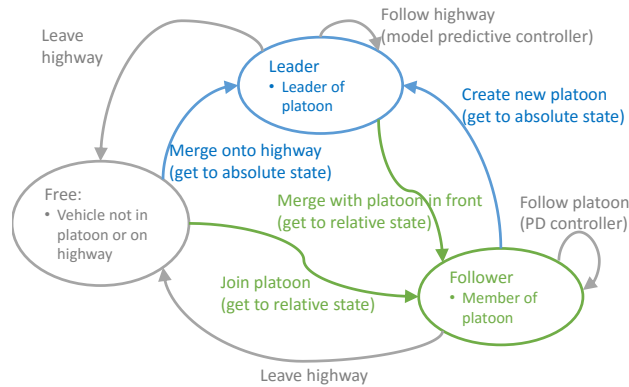 Follow highway
(model predictive controller)
Leave
highway
Leader
• Leader of
platoon
Create new platoon
(get to absolute state)
Merge onto highway
(get to absolute state)
Free:
• Vehicle not in
platoon or on
highway
Merge with platoon in front
(get to relative state)
Follow platoon
(PD controller)
Join platoon
(get to relative state)
Follower
• Member of
platoon
Leave highway